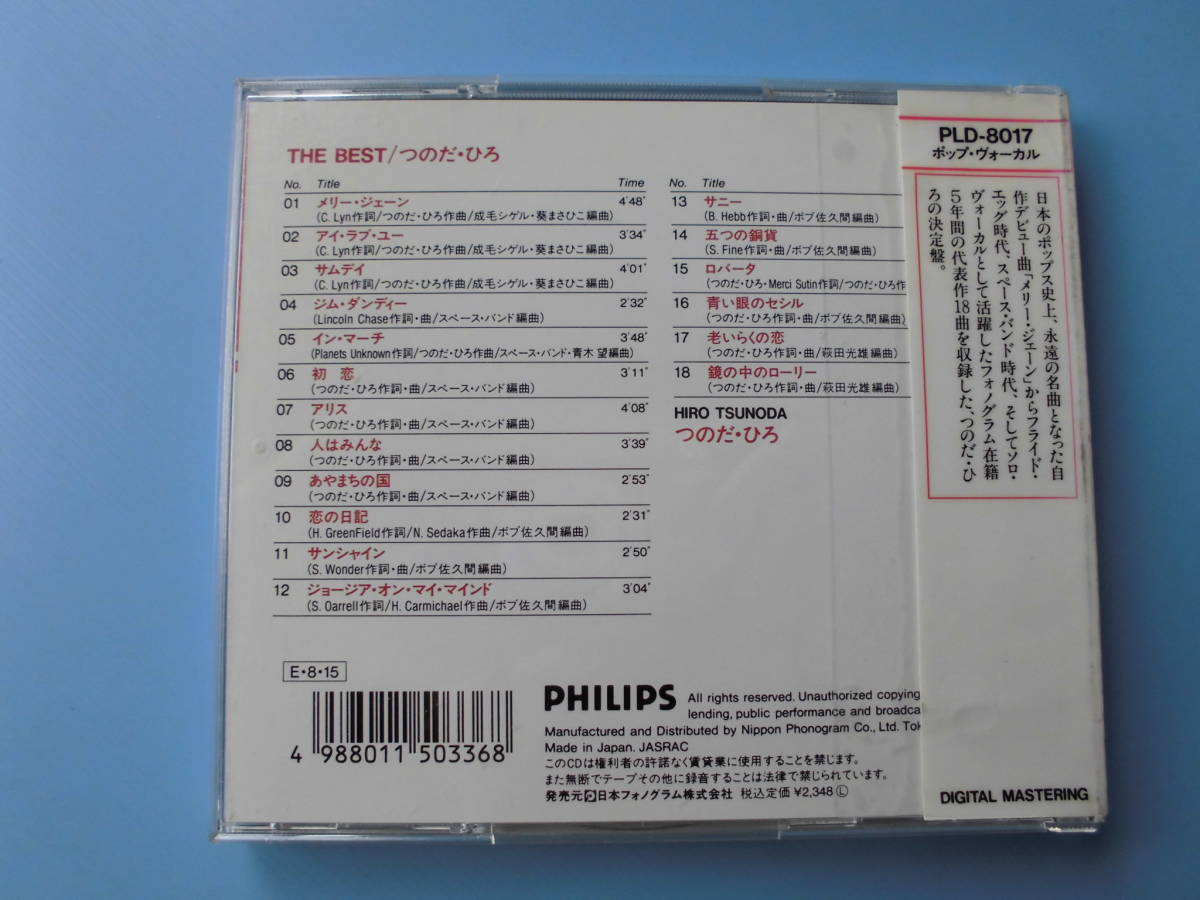 THE BEST/つのだ・ひろ
No. Title Time
01 メリー・ジェーン 4'48"
(C. Lyn作詞/つのだ・ひろ作曲/成毛シゲル・葵まさひこ編曲)
02 アイ・ラブ・ユー 3'34"
(C. Lyn作詞/つのだ・ひろ作曲/成毛シゲル・葵まさひこ編曲)
03 サムデイ 4'01"
(C. Lyn作詞/つのだ・ひろ作曲/成毛シゲル・葵まさひこ編曲)
04 ジム・ダンディー 2'32"
(Lincoln Chase作詞・曲/スペース・バンド編曲)
05 イン・マーチ 3'48"
(Planets Unknown作詞/つのだ・ひろ作曲/スペース・バンド・青木 望編曲)
06 初 恋 3'11"
(つのだ・ひろ作詞・曲/スペース・バンド編曲)
07 アリス 4'08"
(つのだ・ひろ作詞・曲/スペース・バンド編曲)
08 人はみんな 3'39"
(つのだ・ひろ作詞・曲/スペース・バンド編曲)
09 あやまちの国 2'53"
(つのだ・ひろ作詞・曲/スペース・バンド編曲)
10 恋の日記 2'31"
(H. GreenField作詞/N. Sedaka作曲/ボブ佐久間編曲)
11 サンシャイン 2'50"
(S. Wonder作詞・曲/ボブ佐久間編曲)
12 ジョージア・オン・マイ・マインド 3'04"
(S. Oarrell作詞/H. Carmichael作曲/ボブ佐久間編曲)
No. Title
13 サニー
(B. Hebb作詞・曲/ボブ佐久間編曲)
14 五つの銅貨
(S. Fine作詞・曲/ボブ佐久間編曲)
15 ロバータ
(つのだ・ひろ・Merci Sutin作詞/つのだ・ひろ作
16 青い眼のセシル
(つのだ・ひろ作詞・曲/ボブ佐久間編曲)
17 老いらくの恋
(つのだ・ひろ作詞・曲/萩田光雄編曲)
18 鏡の中のローリー
(つのだ・ひろ作詞・曲/萩田光雄編曲)
HIRO TSUNODA
つのだ・ひろ
E・8・15
4 988011 503368
PHILIPS
All rights reserved. Unauthorized copying
lending, public performance and broadca
Manufactured and Distributed by Nippon Phonogram Co., Ltd. Tok
Made in Japan. JASRAC
このCDは権利者の許諾なく賃貸業に使用することを禁じます。
また無断でテープその他に録音することは法律で禁じられています。
発売元 日本フォノグラム株式会社 税込定価¥2,348Ⓛ
PLD-8017
ポップ・ヴォーカル
日本のポップス史上、永遠の名曲となった自
作デビュー曲「メリー・ジェーン」からフライド・
エッグ時代、スペース・バンド時代、そしてソロ・
ヴォーカルとして活躍したフォノグラム在籍
5年間の代表作18曲を収録した、つのだ・ひ
ろの決定盤。
DIGITAL MASTERING